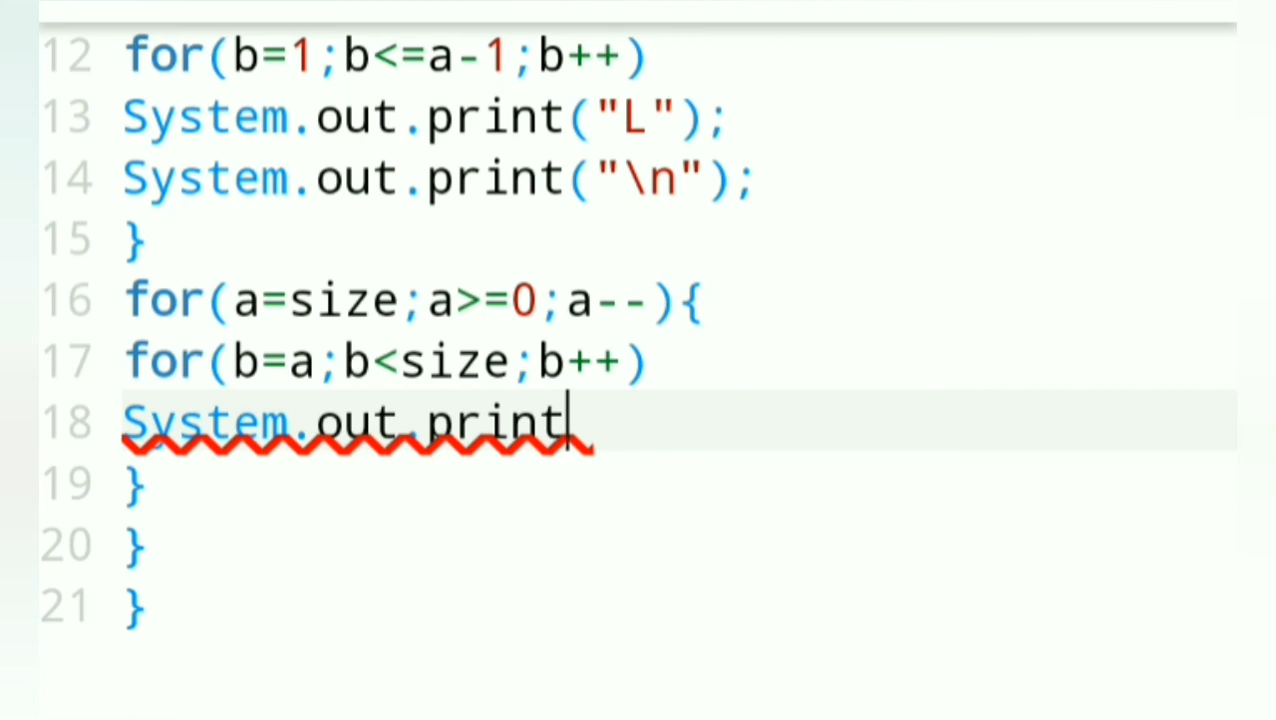 12 for(b=1;b<=a-1;b++)
13 System.out.print("L");
14 System.out.print("\n");
15 }
16 for(a=size;a>=0;a--){
17 for(b=a;b<size;b++)
18 System.out.print
19 }
20 }
21 }